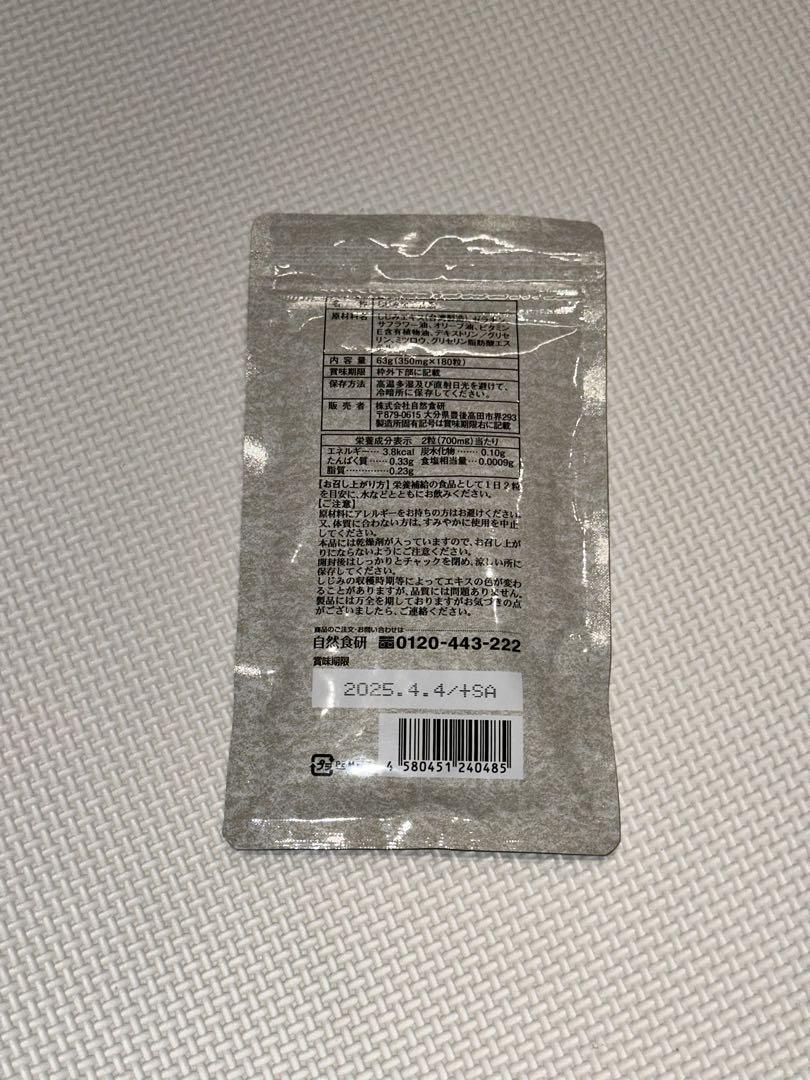 名 称
原材料名 しじみエキス(台湾製造)、ゼラチン、
サフラワー油、オリーブ油、ビタミン
E含有植物油、デキストリン/グリセ
リン、ミツロウ、グリセリン脂肪酸エス
内 容 量 63g(350mg×180粒)
賞味期限 枠外下部に記載
保存方法 高温多湿及び直射日光を避けて、
冷暗所に保存してください。
販 売 者 株式会社自然食研
〒879-0615 大分県豊後高田市界293
製造所固有記号は賞味期限右に記載
栄養成分表示 2粒(700mg)当たり
エネルギー… 3.8kcal 炭水化物……… 0.10g
たんぱく質…… 0.33g 食塩相当量… 0.0009g
脂質…………… 0.23g
【お召し上がり方】栄養補給の食品として1日2粒
を目安に、水などとともにお飲みください。
【ご注意】
原材料にアレルギーをお持ちの方はお避けください。
又、体質に合わない方は、すみやかに使用を中止
してください。
本品には乾燥剤が入っていますので、お召し上が
りにならないようにご注意ください。
開封後はしっかりとチャックを閉め、涼しい所に
保存してください。
しじみの収穫時期等によってエキスの色が変わ
ることがありますが、品質には問題ありません。
製品には万全を期しておりますがお気づきの点
がございましたら、ご連絡ください。
商品のご注文・お問い合わせは
自然食研 0120-443-222
賞味期限
2025.4.4/+SA
プラ
4 580451 240485